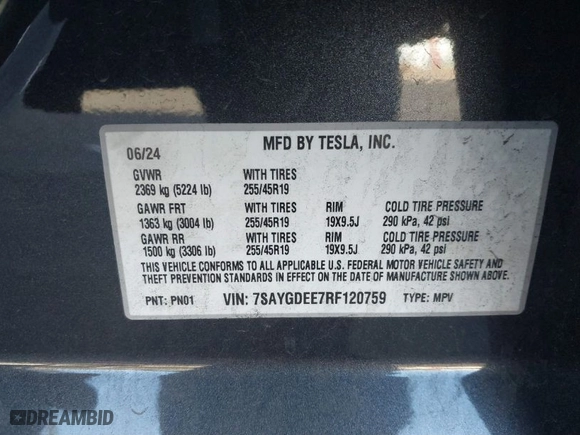 MFD BY TESLA, INC.
06/24
GVWR WITH TIRES
2369 kg (5224 lb) 255/45R19
GAWR FRT WITH TIRES RIM COLD TIRE PRESSURE
1363 kg (3004 lb) 255/45R19 19X9.5J 290 kPa, 42 psi
GAWR RR WITH TIRES RIM COLD TIRE PRESSURE
1500 kg (3306 lb) 255/45R19 19X9.5J 290 kPa, 42 psi
THIS VEHICLE CONFORMS TO ALL APPLICABLE U.S. FEDERAL MOTOR VEHICLE SAFETY AND
THEFT PREVENTION STANDARDS IN EFFECT ON THE DATE OF MANUFACTURE SHOWN ABOVE.
PNT: PN01 VIN: 7SAYGDEE7RF120759 TYPE: MPV
DREAMBID